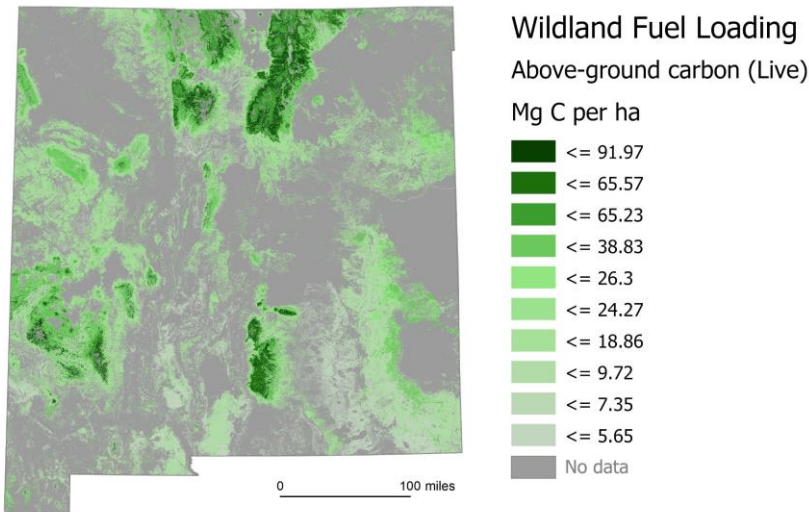 Wildland Fuel Loading
Above-ground carbon (Live)
Mg C per ha
<= 91.97
<= 65.57
<= 65.23
<= 38.83
<= 26.3
<= 24.27
<= 18.86
<= 9.72
<= 7.35
<= 5.65
No data
0 100 miles